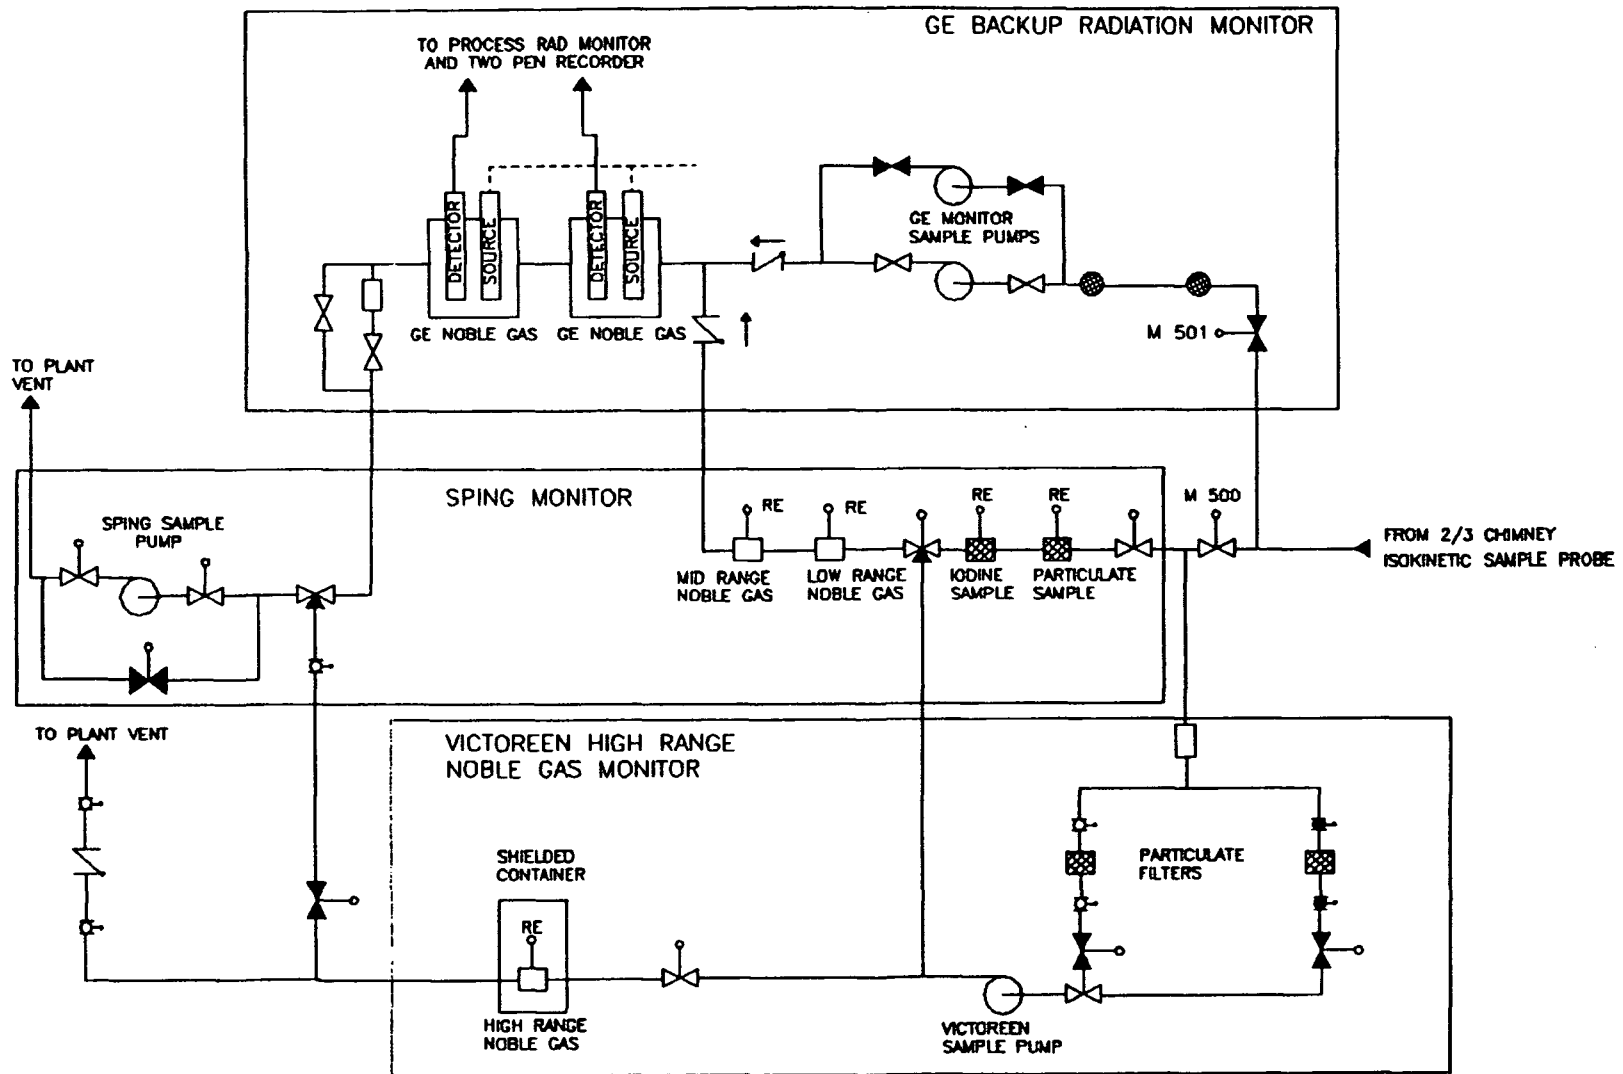 GE BACKUP RADIATION MONITOR
TO PROCESS RAD MONITOR
AND TWO PEN RECORDER
DETECTOR
SOURCE
DETECTOR
SOURCE
GE MONITOR
SAMPLE PUMPS
GE NOBLE GAS
GE NOBLE GAS
M 501
TO PLANT
VENT
SPING MONITOR
SPING SAMPLE
PUMP
RE
RE
RE
RE
M 500
MID RANGE
NOBLE GAS
LOW RANGE
NOBLE GAS
IODINE
SAMPLE
PARTICULATE
SAMPLE
FROM 2/3 CHIMNEY
ISOKINETIC SAMPLE PROBE
TO PLANT VENT
VICTOREEN HIGH RANGE
NOBLE GAS MONITOR
SHIELDED
CONTAINER
RE
HIGH RANGE
NOBLE GAS
PARTICULATE
FILTERS
VICTOREEN
SAMPLE PUMP